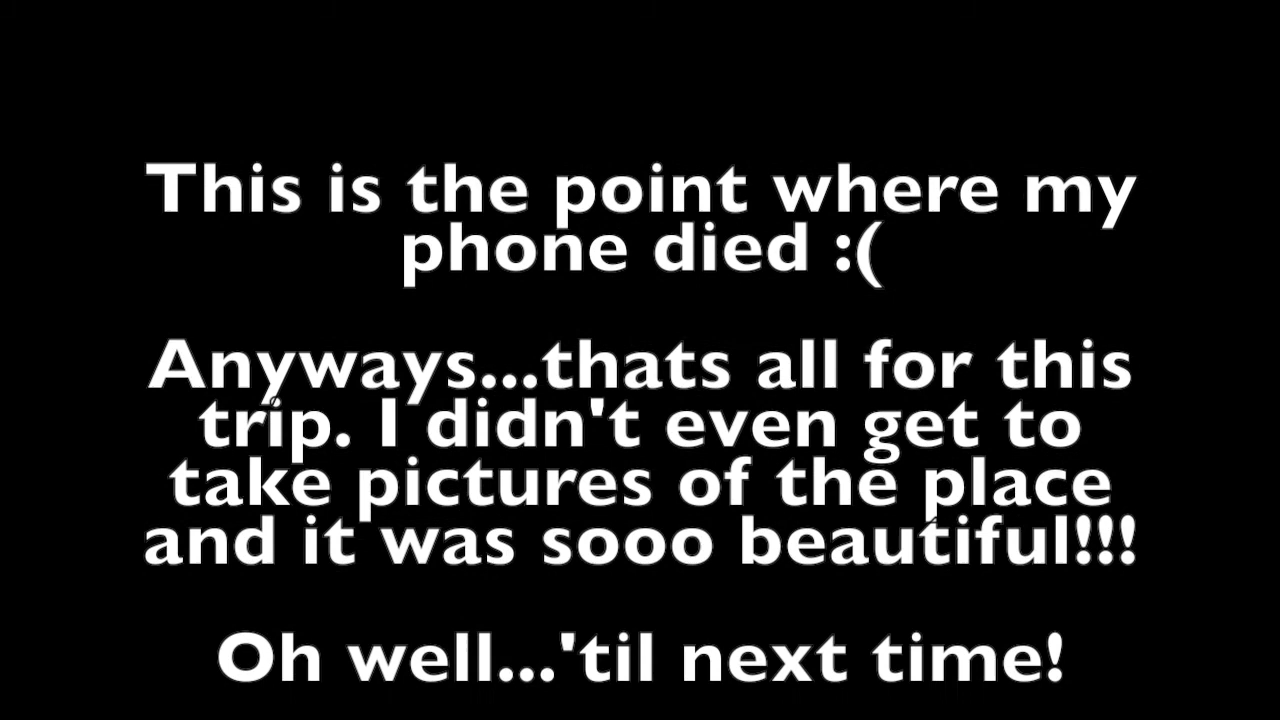 This is the point where my
phone died :(
Anyways...thats all for this
trip. I didn't even get to
take pictures of the place
and it was sooo beautiful!!!
Oh well...'til next time!